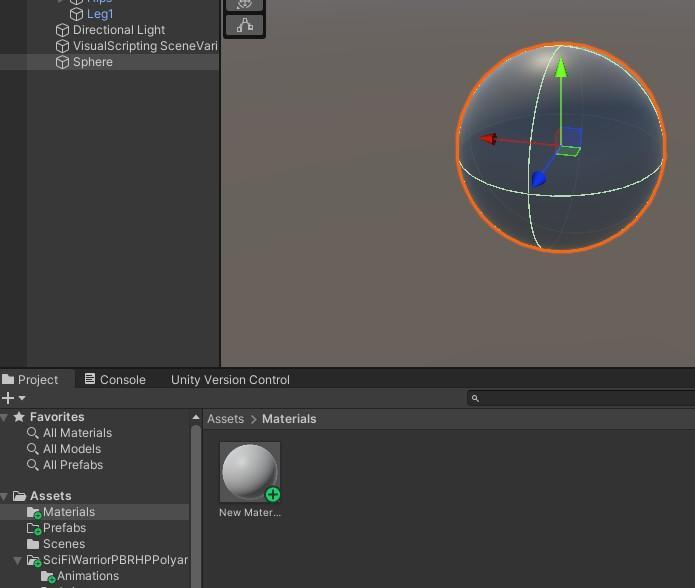 Leg1
Directional Light
VisualScripting SceneVari
Sphere
Project
Console
Unity Version Control
Favorites
All Materials
All Models
All Prefabs
Assets
Materials
Prefabs
Scenes
SciFiWarriorPBRHPPolyar
Animations
Assets > Materials
New Mater...